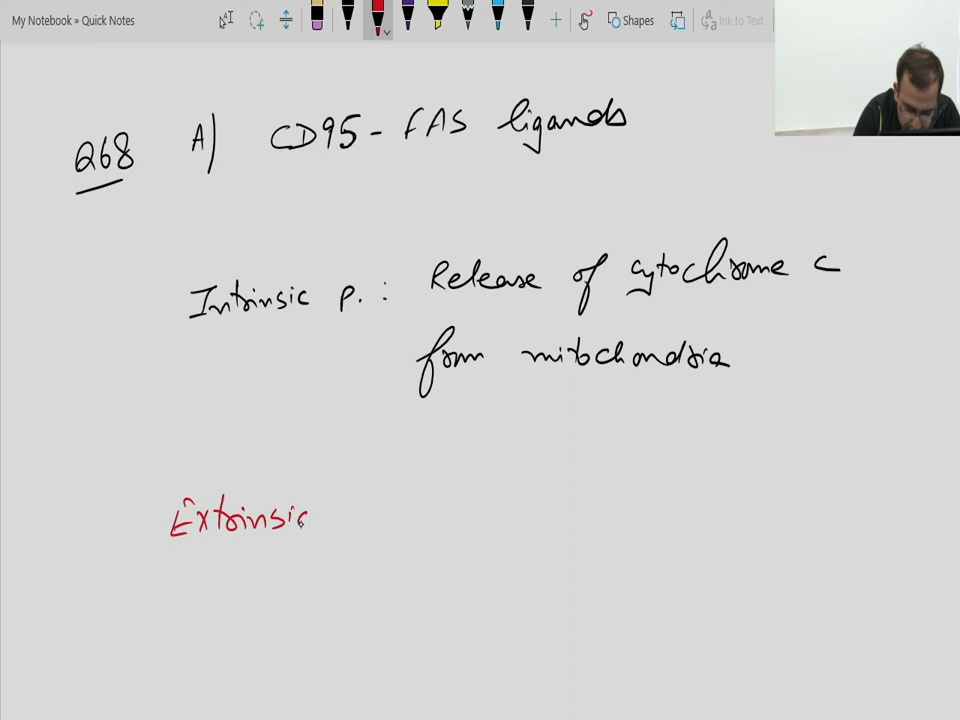 My Notebook » Quick Notes
Shapes
Ink to Text
Q68 A) CD95 - FAS ligands
Intrinsic p. : Release of cytochrome c
from mitochondria
Extrinsic